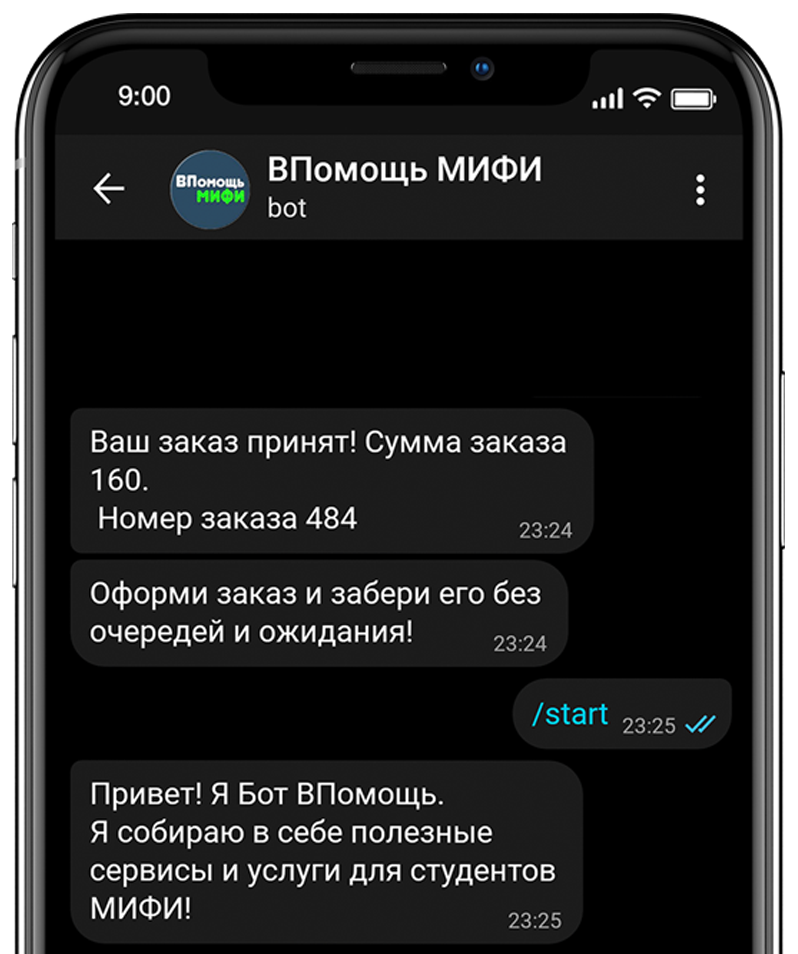 9:00
ВПомощь
МИФИ
ВПомощь МИФИ
bot
Ваш заказ принят! Сумма заказа
160.
Номер заказа 484
23:24
Оформи заказ и забери его без
очередей и ожидания!
23:24
/start 23:25
Привет! Я Бот ВПомощь.
Я собираю в себе полезные
сервисы и услуги для студентов
МИФИ!
23:25